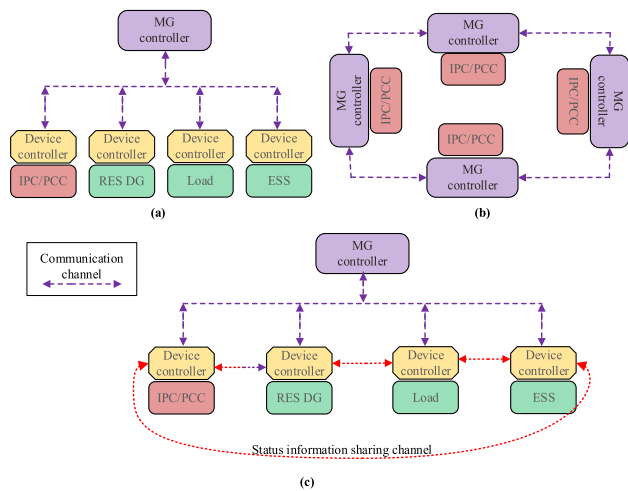 MG
controller
Device
controller
IPC/PCC
Device
controller
RES DG
Device
controller
Load
Device
controller
ESS
(a)
MG
controller
IPC/PCC
MG
controller
IPC/PCC
IPC/PCC
MG
controller
IPC/PCC
MG
controller
(b)
Communication
channel
MG
controller
Device
controller
IPC/PCC
Device
controller
RES DG
Device
controller
Load
Device
controller
ESS
Status information sharing channel
(c)